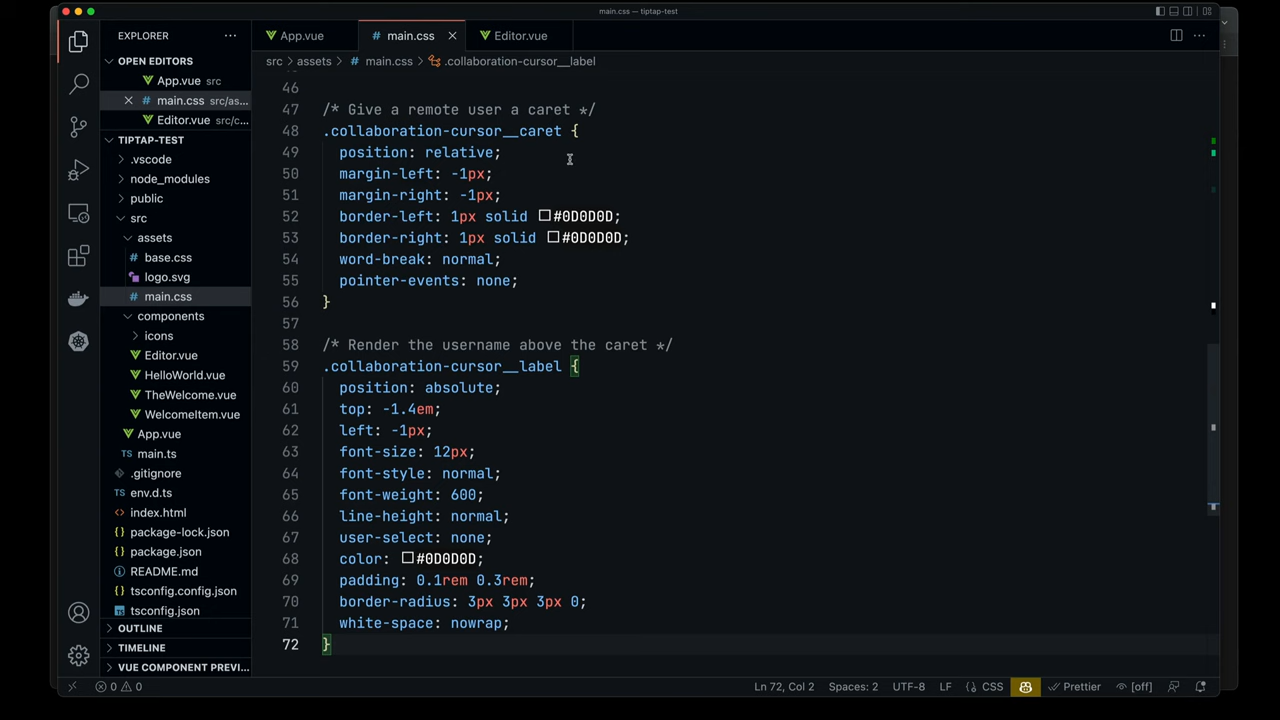 main.css — tiptap-test
EXPLORER
OPEN EDITORS
App.vue src
main.css src/as...
Editor.vue src/c...
TIPTAP-TEST
.vscode
node_modules
public
src
assets
base.css
logo.svg
main.css
components
icons
Editor.vue
HelloWorld.vue
TheWelcome.vue
WelcomeItem.vue
App.vue
main.ts
.gitignore
env.d.ts
index.html
package-lock.json
package.json
README.md
tsconfig.config.json
tsconfig.json
OUTLINE
TIMELINE
VUE COMPONENT PREVI...
App.vue
main.css
Editor.vue
src > assets > # main.css > .collaboration-cursor__label
46
47 /* Give a remote user a caret */
48 .collaboration-cursor__caret {
49 position: relative;
50 margin-left: -1px;
51 margin-right: -1px;
52 border-left: 1px solid #0D0D0D;
53 border-right: 1px solid #0D0D0D;
54 word-break: normal;
55 pointer-events: none;
56 }
57
58 /* Render the username above the caret */
59 .collaboration-cursor__label {
60 position: absolute;
61 top: -1.4em;
62 left: -1px;
63 font-size: 12px;
64 font-style: normal;
65 font-weight: 600;
66 line-height: normal;
67 user-select: none;
68 color: #0D0D0D;
69 padding: 0.1rem 0.3rem;
70 border-radius: 3px 3px 3px 0;
71 white-space: nowrap;
72 }
0 0 Ln 72, Col 2 Spaces: 2 UTF-8 LF {} CSS Prettier [off]